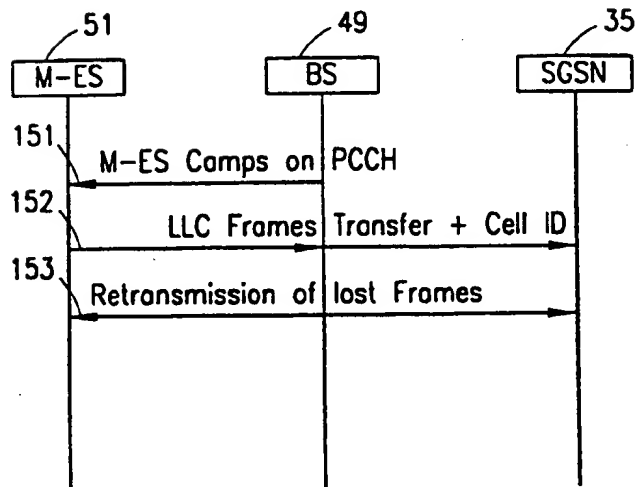 51
49
35
M-ES
BS
SGSN
151
M-ES Camps on PCCH
152
LLC Frames Transfer + Cell ID
153
Retransmission of lost Frames